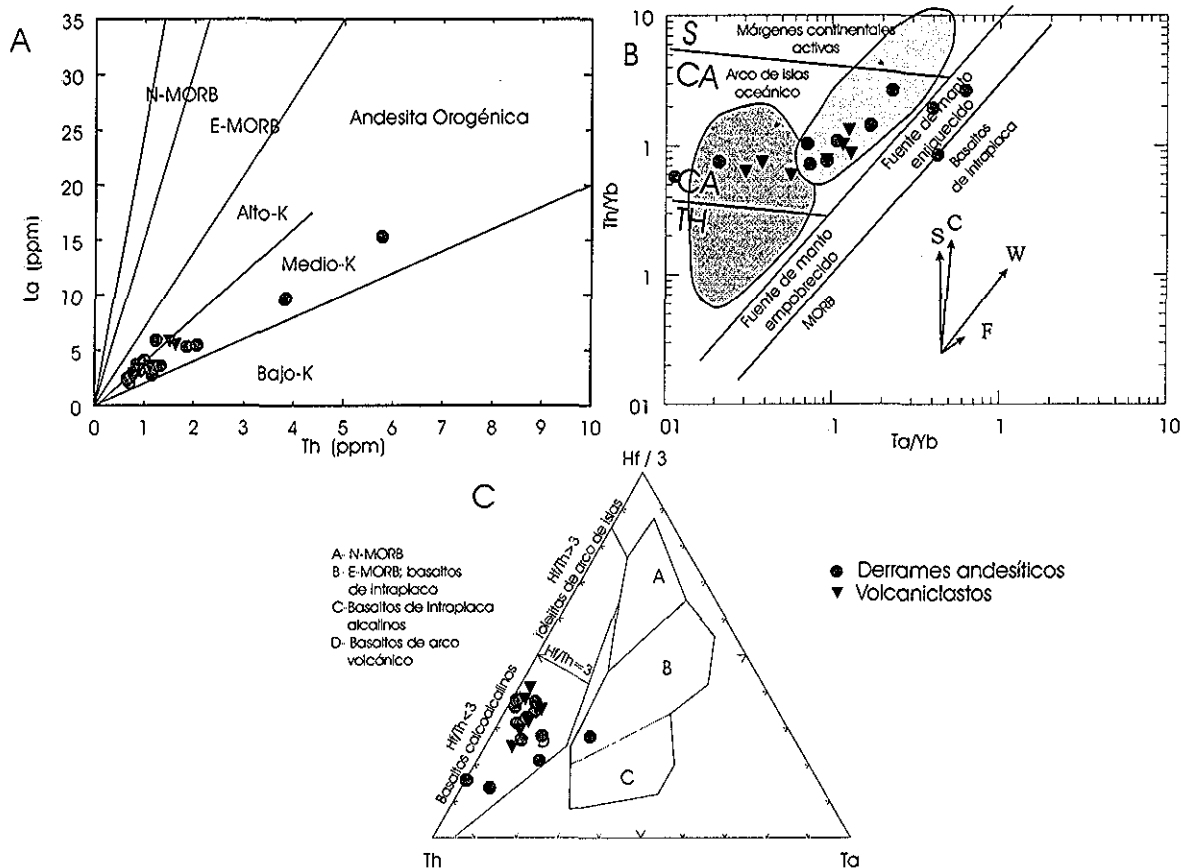 A
35
30
25
20
15
10
5
0
La (ppm)
N-MORB
E-MORB
Andesita Orogénica
Alto-K
Medio-K
Bajo-K
0 1 2 3 4 5 6 7 8 9 10
Th (ppm)
B
10
1
1
01
Th/Yb
S
CA
CA
TH
Márgenes continentales
activas
Arco de islas
oceánico
Fuente de manto
enriquecido
Basaltos
de intraplaca
Fuente de manto
empobrecido
MORB
S C
W
F
01 1 1 10
Ta/Yb
C
Hf / 3
A- N-MORB
B- E-MORB; basaltos
de intraplaca
C-Basaltos de intraplaca
alcalinos
D- Basaltos de arco
volcánico
Hf/Th>3
toleitas de arco de islas
Hf/Th=3
Hf/Th<3
Basaltos calcoalcalinos
A
B
C
Th
Ta
Derrames andesíticos
Volcaniclastos